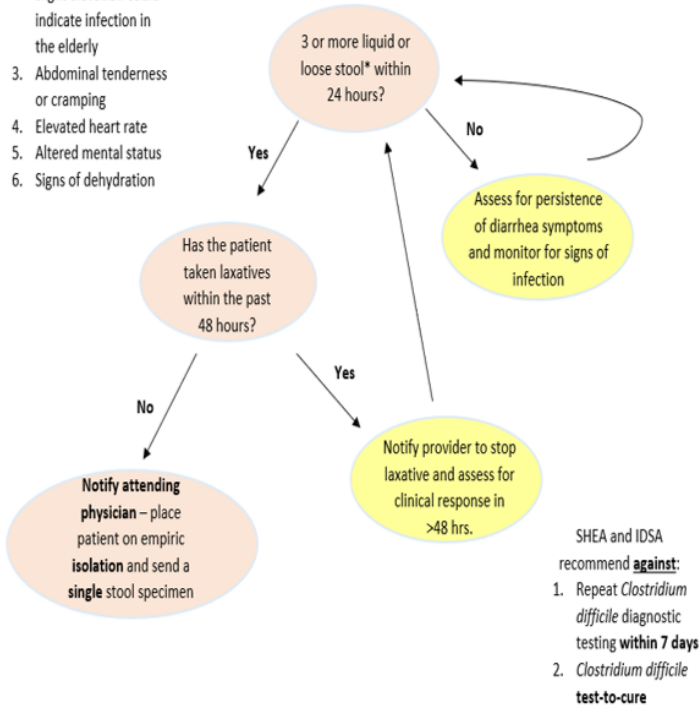 indicate infection in
the elderly
3. Abdominal tenderness
or cramping
4. Elevated heart rate
5. Altered mental status
6. Signs of dehydration
3 or more liquid or
loose stool* within
24 hours?
Yes
No
Assess for persistence
of diarrhea symptoms
and monitor for signs of
infection
Has the patient
taken laxatives
within the past
48 hours?
No
Yes
Notify provider to stop
laxative and assess for
clinical response in
>48 hrs.
Notify attending
physician – place
patient on empiric
isolation and send a
single stool specimen
SHEA and IDSA
recommend against:
1. Repeat Clostridium
difficile diagnostic
testing within 7 days
2. Clostridium difficile
test-to-cure